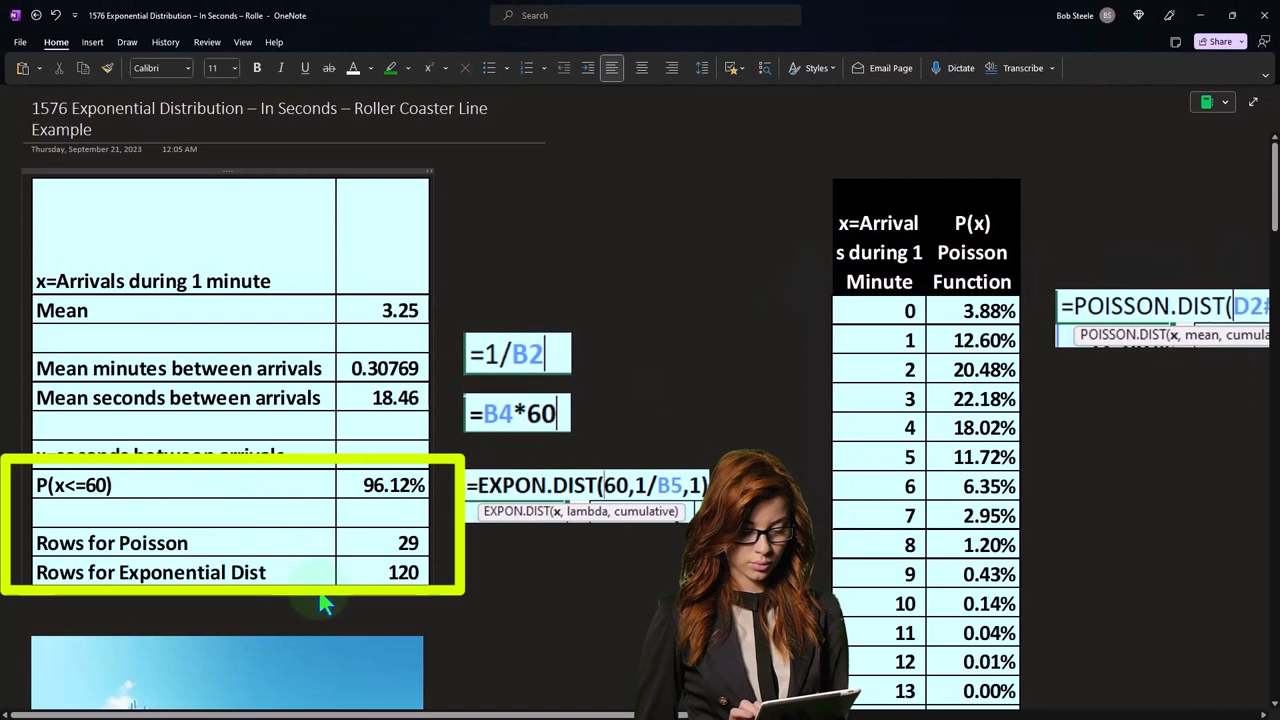 1576 Exponential Distribution – In Seconds – Rolle - OneNote
Search
Bob Steele
BS
File Home Insert Draw History Review View Help
Share
Calibri 11 B I U ab A
Styles
Email Page
Dictate
Transcribe
1576 Exponential Distribution – In Seconds – Roller Coaster Line
Example
Thursday, September 21, 2023 12:05 AM
x=Arrivals during 1 minute
Mean 3.25
Mean minutes between arrivals 0.30769
Mean seconds between arrivals 18.46
x=seconds between arrivals
P(x<=60) 96.12%
Rows for Poisson 29
Rows for Exponential Dist 120
=1/B2
=B4*60
=EXPON.DIST(60,1/B5,1)
EXPON.DIST(x, lambda, cumulative)
x=Arrival P(x)
s during 1 Poisson
Minute Function
0 3.88%
1 12.60%
2 20.48%
3 22.18%
4 18.02%
5 11.72%
6 6.35%
7 2.95%
8 1.20%
9 0.43%
10 0.14%
11 0.04%
12 0.01%
13 0.00%
=POISSON.DIST(D2#
POISSON.DIST(x, mean, cumula